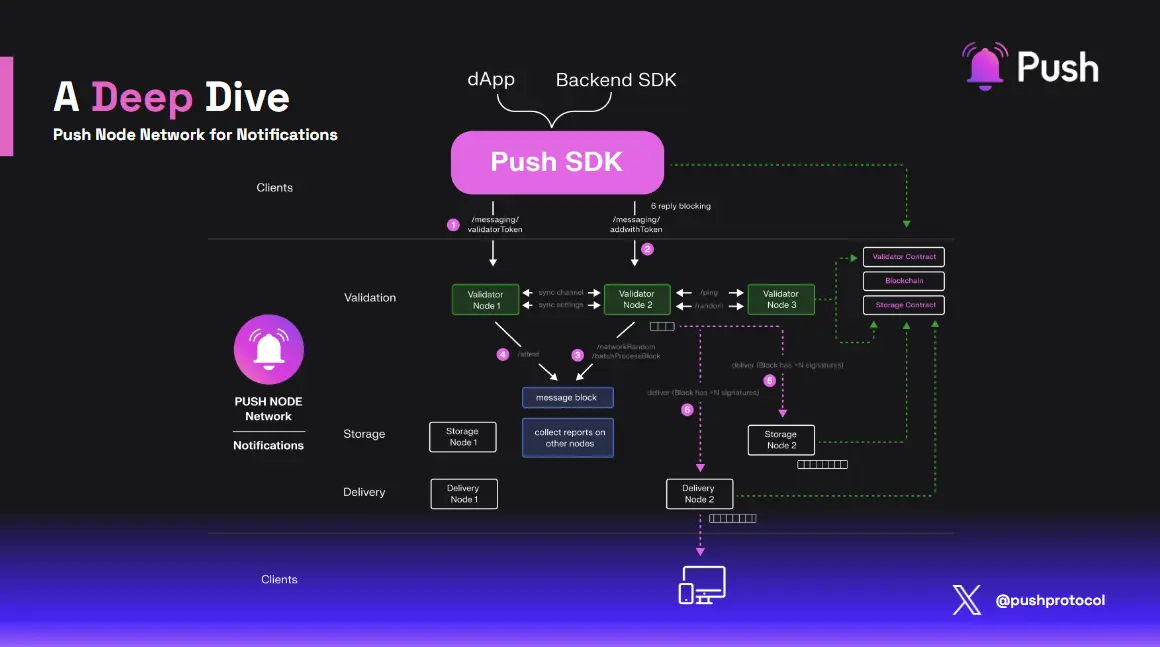 Push
A Deep Dive
Push Node Network for Notifications
dApp
Backend SDK
Push SDK
Clients
6 reply blocking
1
/messaging/
validatorToken
/messaging/
addwithToken
2
Validator Contract
Blockchain
Storage Contract
Validation
Validator
Node 1
sync channel
sync settings
Validator
Node 2
/ping
/random
Validator
Node 3
4
/attest
3
/networkRandom
/batchProcessBlock
deliver (Block has =N signatures)
5
deliver (Block has =N signatures)
6
message block
collect reports on
other nodes
PUSH NODE
Network
Notifications
Storage
Storage
Node 1
Storage
Node 2
Delivery
Delivery
Node 1
Delivery
Node 2
Clients
@pushprotocol